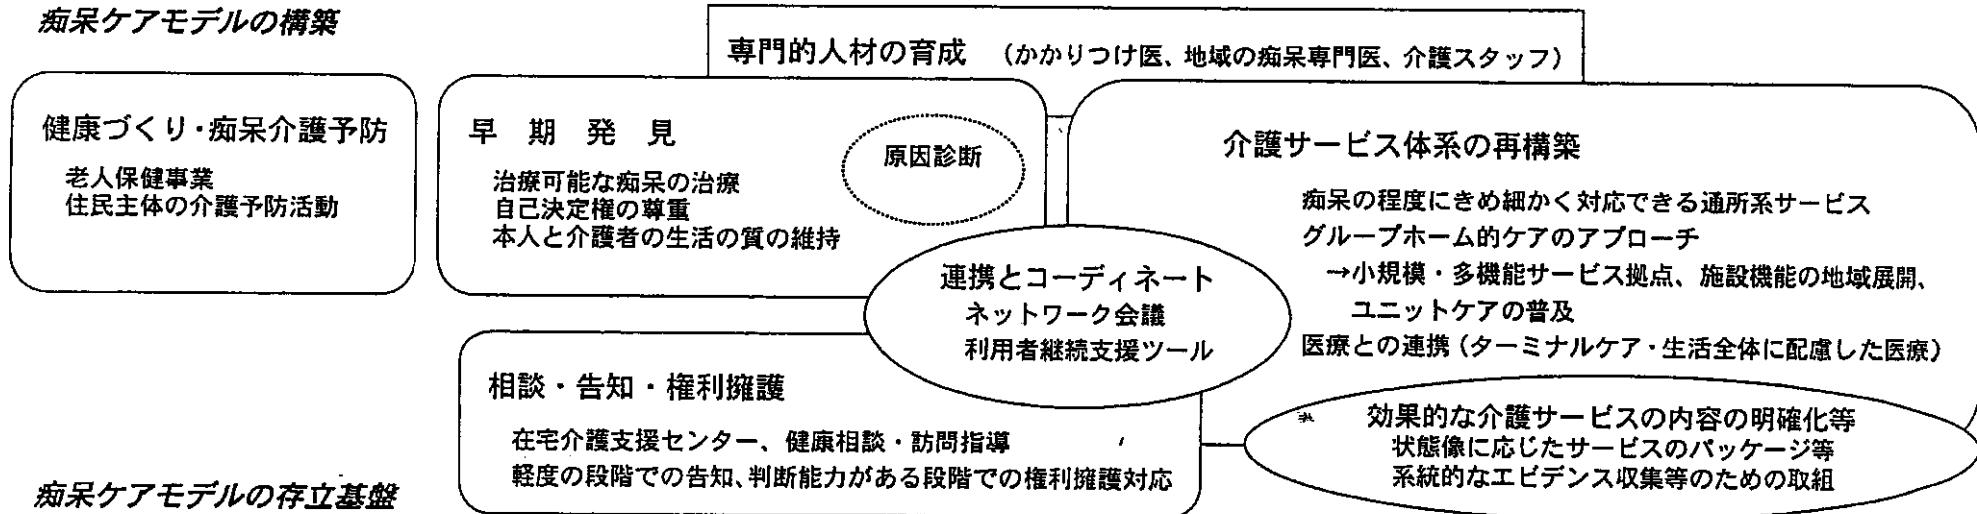 痴呆ケアモデルの構築
専門的人材の育成 （かかりつけ医、地域の痴呆専門医、介護スタッフ）
健康づくり・痴呆介護予防
老人保健事業
住民主体の介護予防活動
早期発見
原因診断
治療可能な痴呆の治療
自己決定権の尊重
本人と介護者の生活の質の維持
介護サービス体系の再構築
痴呆の程度にきめ細かく対応できる通所系サービス
グループホーム的ケアのアプローチ
→小規模・多機能サービス拠点、施設機能の地域展開、
ユニットケアの普及
医療との連携（ターミナルケア・生活全体に配慮した医療）
連携とコーディネート
ネットワーク会議
利用者継続支援ツール
相談・告知・権利擁護
在宅介護支援センター、健康相談・訪問指導
軽度の段階での告知、判断能力がある段階での権利擁護対応
効果的な介護サービスの内容の明確化等
状態像に応じたサービスのパッケージ等
系統的なエビデンス収集等のための取組
痴呆ケアモデルの存立基盤